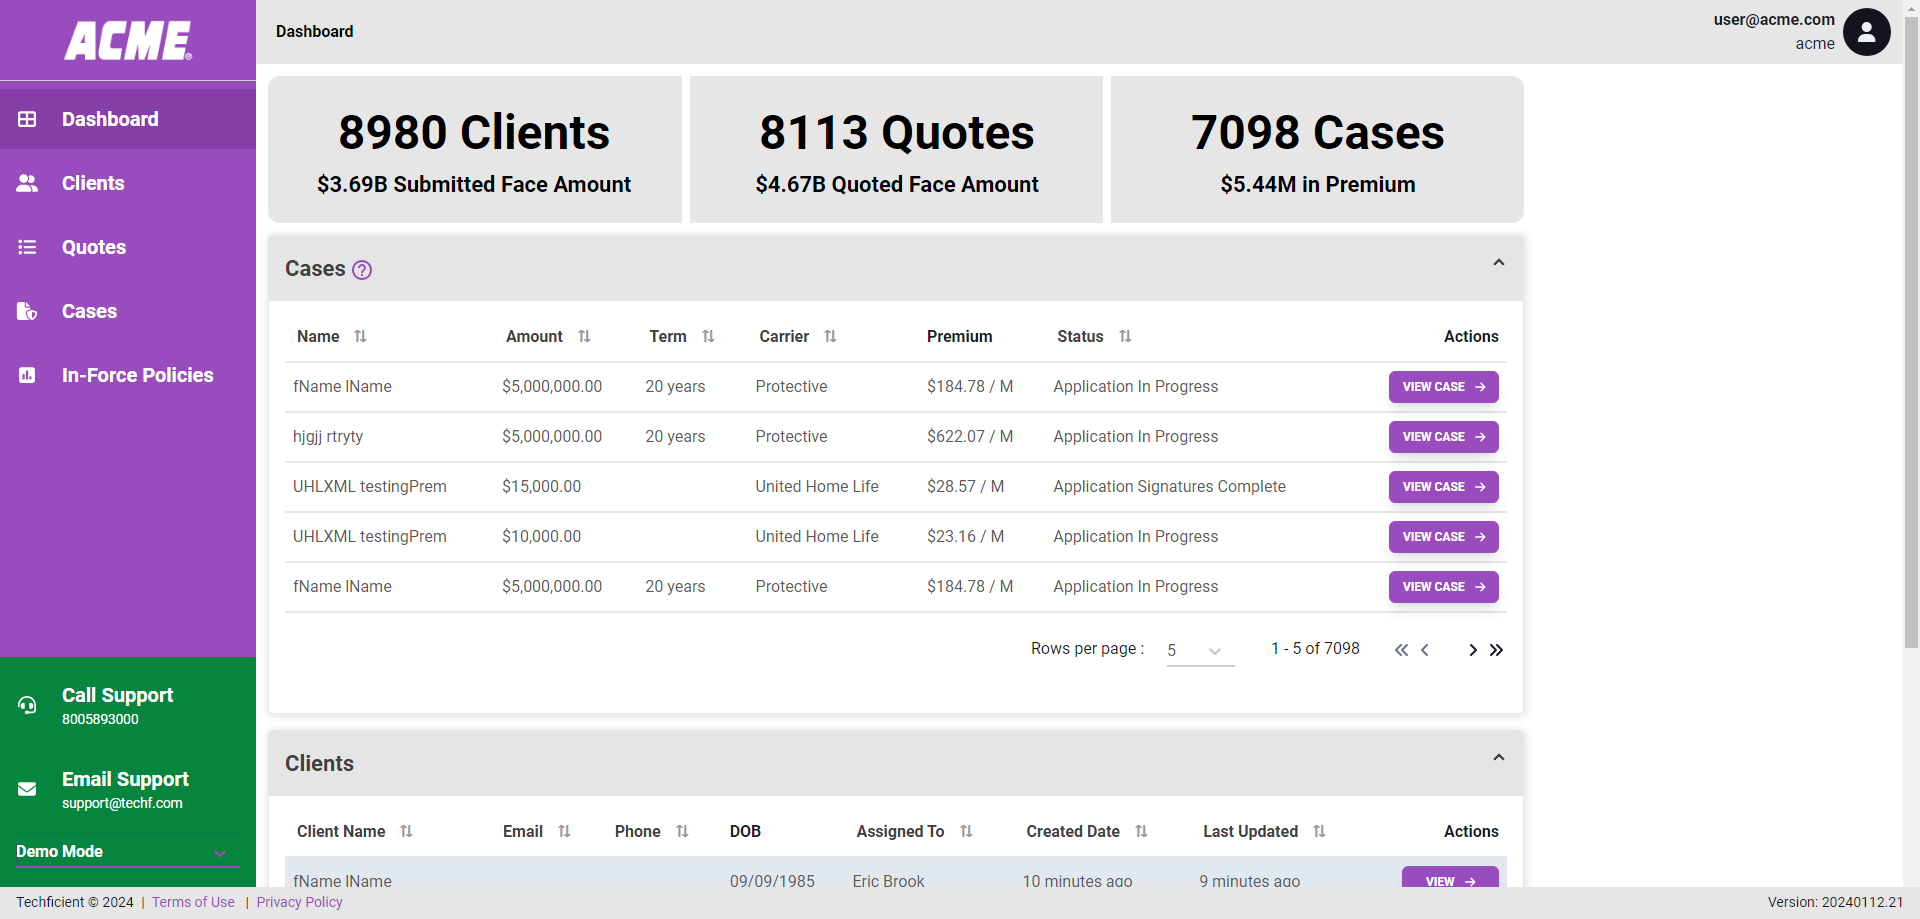 ACME®
Dashboard
Clients
Quotes
Cases
In-Force Policies
Call Support
8005893000
Email Support
support@techf.com
Demo Mode
Dashboard
user@acme.com
acme
8980 Clients
$3.69B Submitted Face Amount
8113 Quotes
$4.67B Quoted Face Amount
7098 Cases
$5.44M in Premium
Cases ?
Name Amount Term Carrier Premium Status Actions
fName lName $5,000,000.00 20 years Protective $184.78 / M Application In Progress VIEW CASE
hjgjj rtryty $5,000,000.00 20 years Protective $622.07 / M Application In Progress VIEW CASE
UHLXML testingPrem $15,000.00 United Home Life $28.57 / M Application Signatures Complete VIEW CASE
UHLXML testingPrem $10,000.00 United Home Life $23.16 / M Application In Progress VIEW CASE
fName lName $5,000,000.00 20 years Protective $184.78 / M Application In Progress VIEW CASE
Rows per page : 5 1 - 5 of 7098
Clients
Client Name Email Phone DOB Assigned To Created Date Last Updated Actions
fName lName 09/09/1985 Eric Brook 10 minutes ago 9 minutes ago VIEW
Techficient © 2024 | Terms of Use | Privacy Policy
Version: 20240112.21